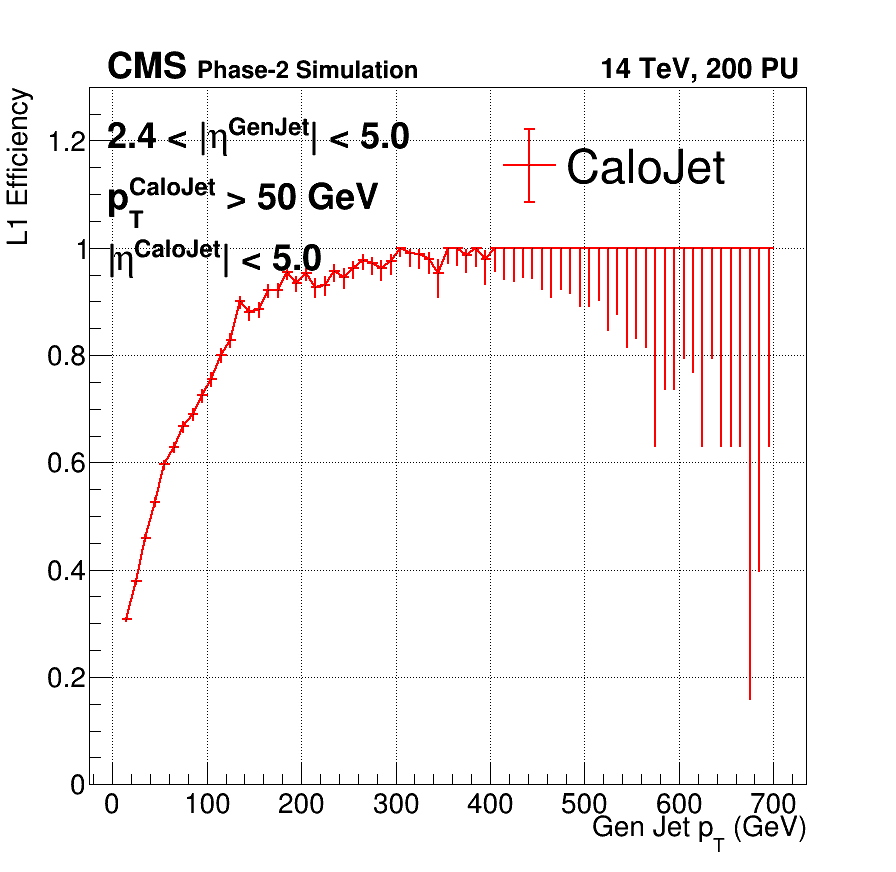 CMS Phase-2 Simulation 14 TeV, 200 PU
L1 Efficiency
2.4 < |η^GenJet| < 5.0
p_T^CaloJet > 50 GeV
|η^CaloJet| < 5.0
CaloJet
1.2
1
0.8
0.6
0.4
0.2
0
0 100 200 300 400 500 600 700
Gen Jet p_T (GeV)